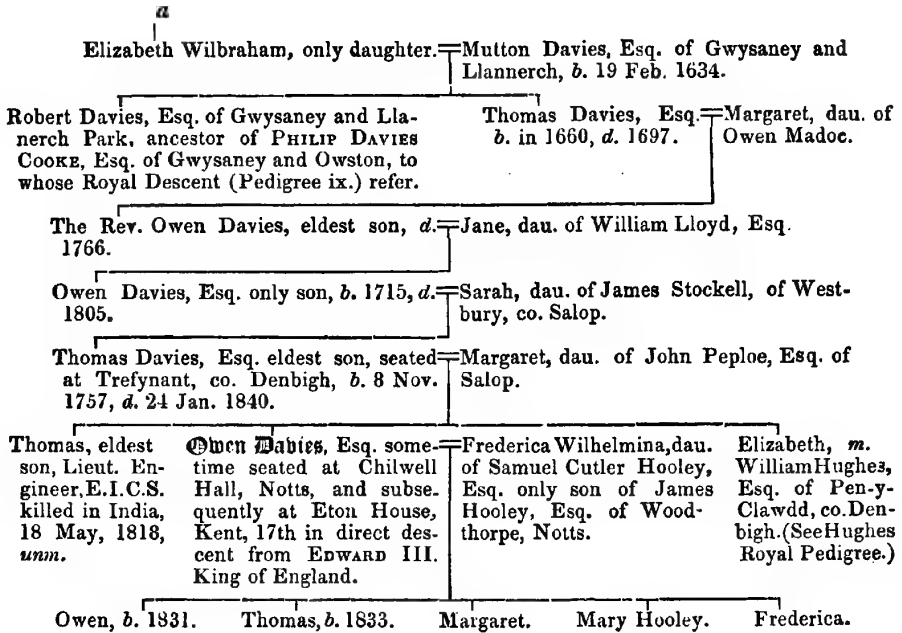 a
Elizabeth Wilbraham, only daughter.=Mutton Davies, Esq. of Gwysaney and
Llannerch, b. 19 Feb. 1634.
Robert Davies, Esq. of Gwysaney and Lla-
nerch Park, ancestor of PHILIP DAVIES
COOKE, Esq. of Gwysaney and Owston, to
whose Royal Descent (Pedigree ix.) refer.
Thomas Davies, Esq.=Margaret, dau. of
b. in 1660, d. 1697. Owen Madoc.
The Rev. Owen Davies, eldest son, d.=Jane, dau. of William Lloyd, Esq.
1766.
Owen Davies, Esq. only son, b. 1715, d.=Sarah, dau. of James Stockell, of West-
1805. bury, co. Salop.
Thomas Davies, Esq. eldest son, seated=Margaret, dau. of John Peploe, Esq. of
at Trefynant, co. Denbigh, b. 8 Nov. Salop.
1757, d. 24 Jan. 1840.
Thomas, eldest
son, Lieut. En-
gineer, E.I.C.S.
killed in India,
18 May, 1818,
unm.
Owen Davies, Esq. some-
time seated at Chilwell
Hall, Notts, and subse-
quently at Eton House,
Kent, 17th in direct des-
cent from EDWARD III.
King of England.
=Frederica Wilhelmina, dau.
of Samuel Cutler Hooley,
Esq. only son of James
Hooley, Esq. of Wood-
thorpe, Notts.
Elizabeth, m.
William Hughes,
Esq. of Pen-y-
Clawdd, co. Den-
bigh. (See Hughes
Royal Pedigree.)
Owen, b. 1831. Thomas, b. 1833. Margaret. Mary Hooley. Frederica.